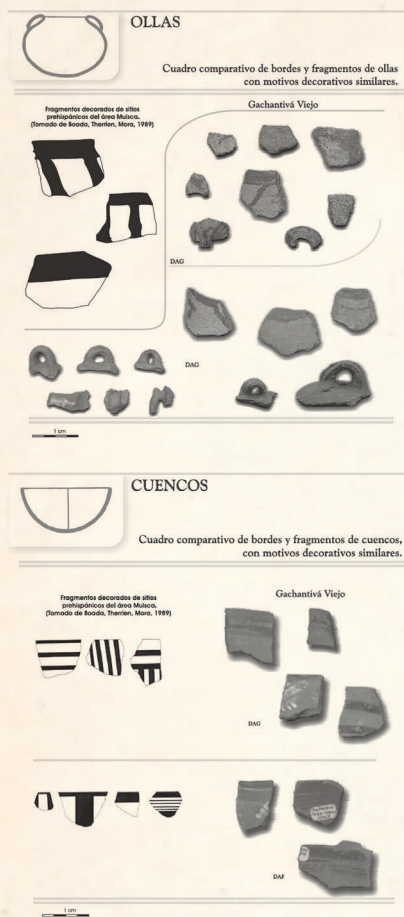 OLLAS
Cuadro comparativo de bordes y fragmentos de ollas
con motivos decorativos similares.
Fragmentos decorados de sitios
prehispánicos del área Muisca.
(Tomado de Boada, Therrien, Mora, 1989)
Gachantivá Viejo
DAG
DAG
1 cm
CUENCOS
Cuadro comparativo de bordes y fragmentos de cuencos,
con motivos decorativos similares.
Fragmentos decorados de sitios
prehispánicos del área Muisca.
(Tomado de Boada, Therrien, Mora, 1989)
Gachantivá Viejo
DAG
DAF
1 cm